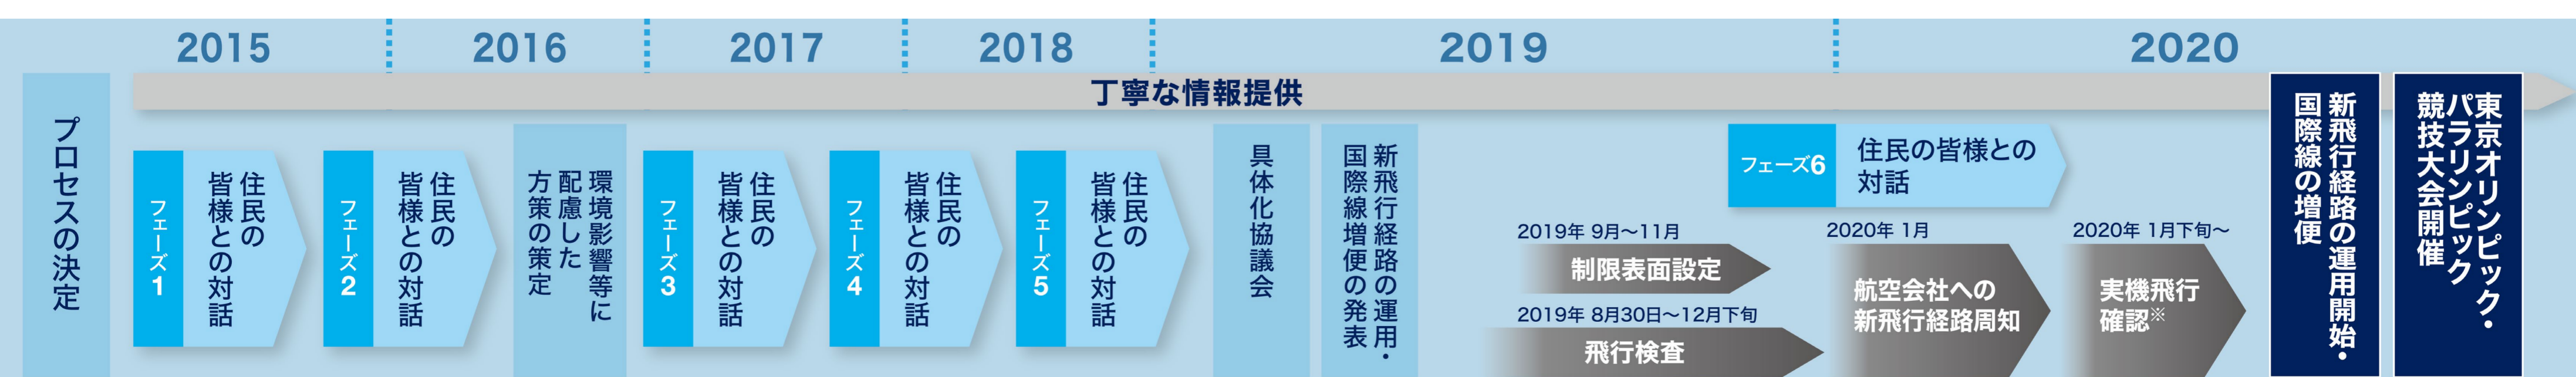 2015
2016
2017
2018
2019
2020
丁寧な情報提供
プロセスの決定
フェーズ1
住民の
皆様との対話
フェーズ2
住民の
皆様との対話
環境影響等に
配慮した
方策の策定
フェーズ3
住民の
皆様との対話
フェーズ4
住民の
皆様との対話
フェーズ5
住民の
皆様との対話
具体化協議会
新飛行経路の運用・
国際線増便の発表
フェーズ6
住民の皆様との
対話
2019年 9月〜11月
制限表面設定
2019年 8月30日〜12月下旬
飛行検査
2020年 1月
航空会社への
新飛行経路周知
2020年 1月下旬〜
実機飛行
確認※
新飛行経路の運用開始・
国際線の増便
東京オリンピック・
パラリンピック
競技大会開催